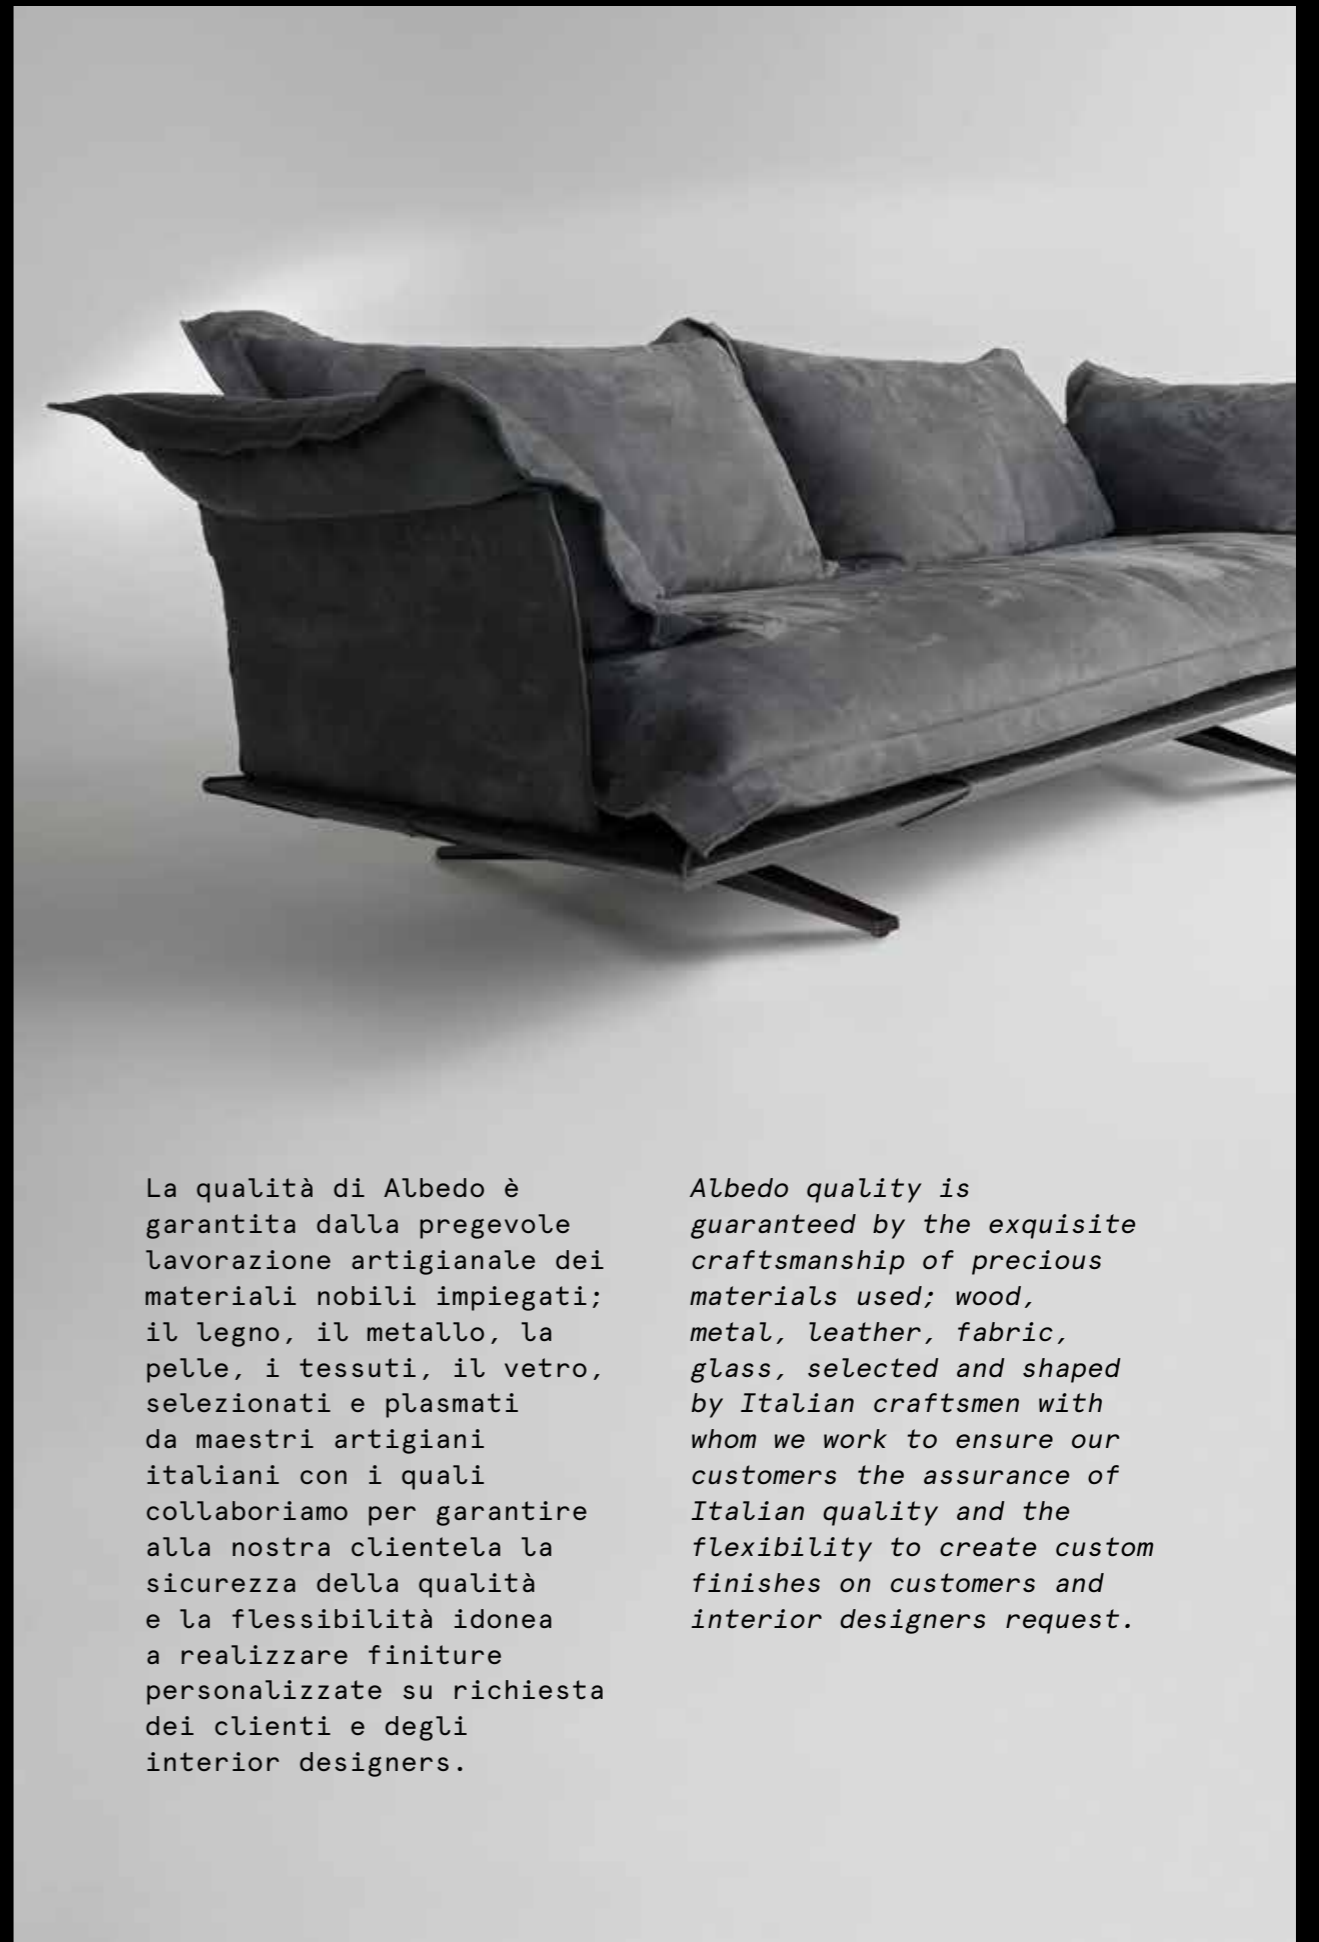 La qualità di Albedo è
garantita dalla pregevole
lavorazione artigianale dei
materiali nobili impiegati;
il legno, il metallo, la
pelle, i tessuti, il vetro,
selezionati e plasmati
da maestri artigiani
italiani con i quali
collaboriamo per garantire
alla nostra clientela la
sicurezza della qualità
e la flessibilità idonea
a realizzare finiture
personalizzate su richiesta
dei clienti e degli
interior designers.
Albedo quality is
guaranteed by the exquisite
craftsmanship of precious
materials used; wood,
metal, leather, fabric,
glass, selected and shaped
by Italian craftsmen with
whom we work to ensure our
customers the assurance of
Italian quality and the
flexibility to create custom
finishes on customers and
interior designers request.